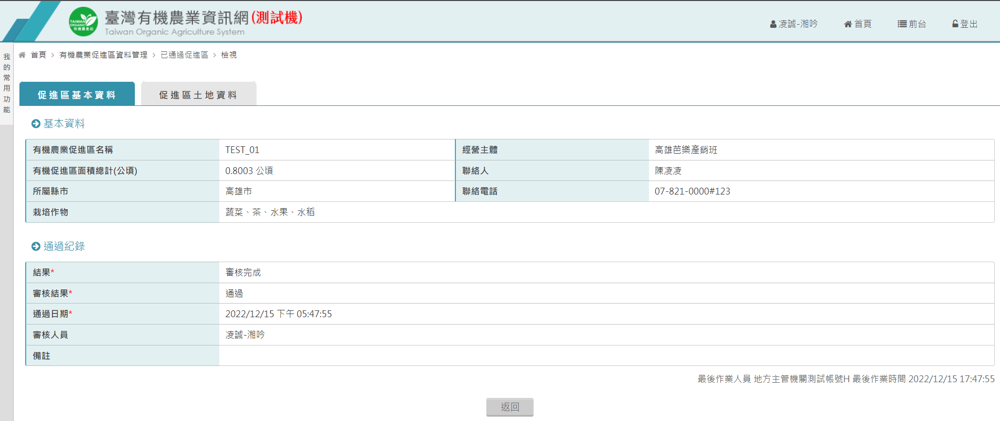 TAIWAN ORGANIC 有機農產品
臺灣有機農業資訊網(測試機)
Taiwan Organic Agriculture System
凌誠-湘吟 首頁 前台 登出
我的常用功能
首頁 > 有機農業促進區資料管理 > 已通過促進區 > 檢視
促進區基本資料 促進區土地資料
基本資料
有機農業促進區名稱 TEST_01 經營主體 高雄芭樂產銷班
有機促進區面積總計(公頃) 0.8003 公頃 聯絡人 陳凌凌
所屬縣市 高雄市 聯絡電話 07-821-0000#123
栽培作物 蔬菜、茶、水果、水稻
通過紀錄
結果* 審核完成
審核結果* 通過
通過日期* 2022/12/15 下午 05:47:55
審核人員 凌誠-湘吟
備註
最後作業人員 地方主管機關測試帳號H 最後作業時間 2022/12/15 17:47:55
返回